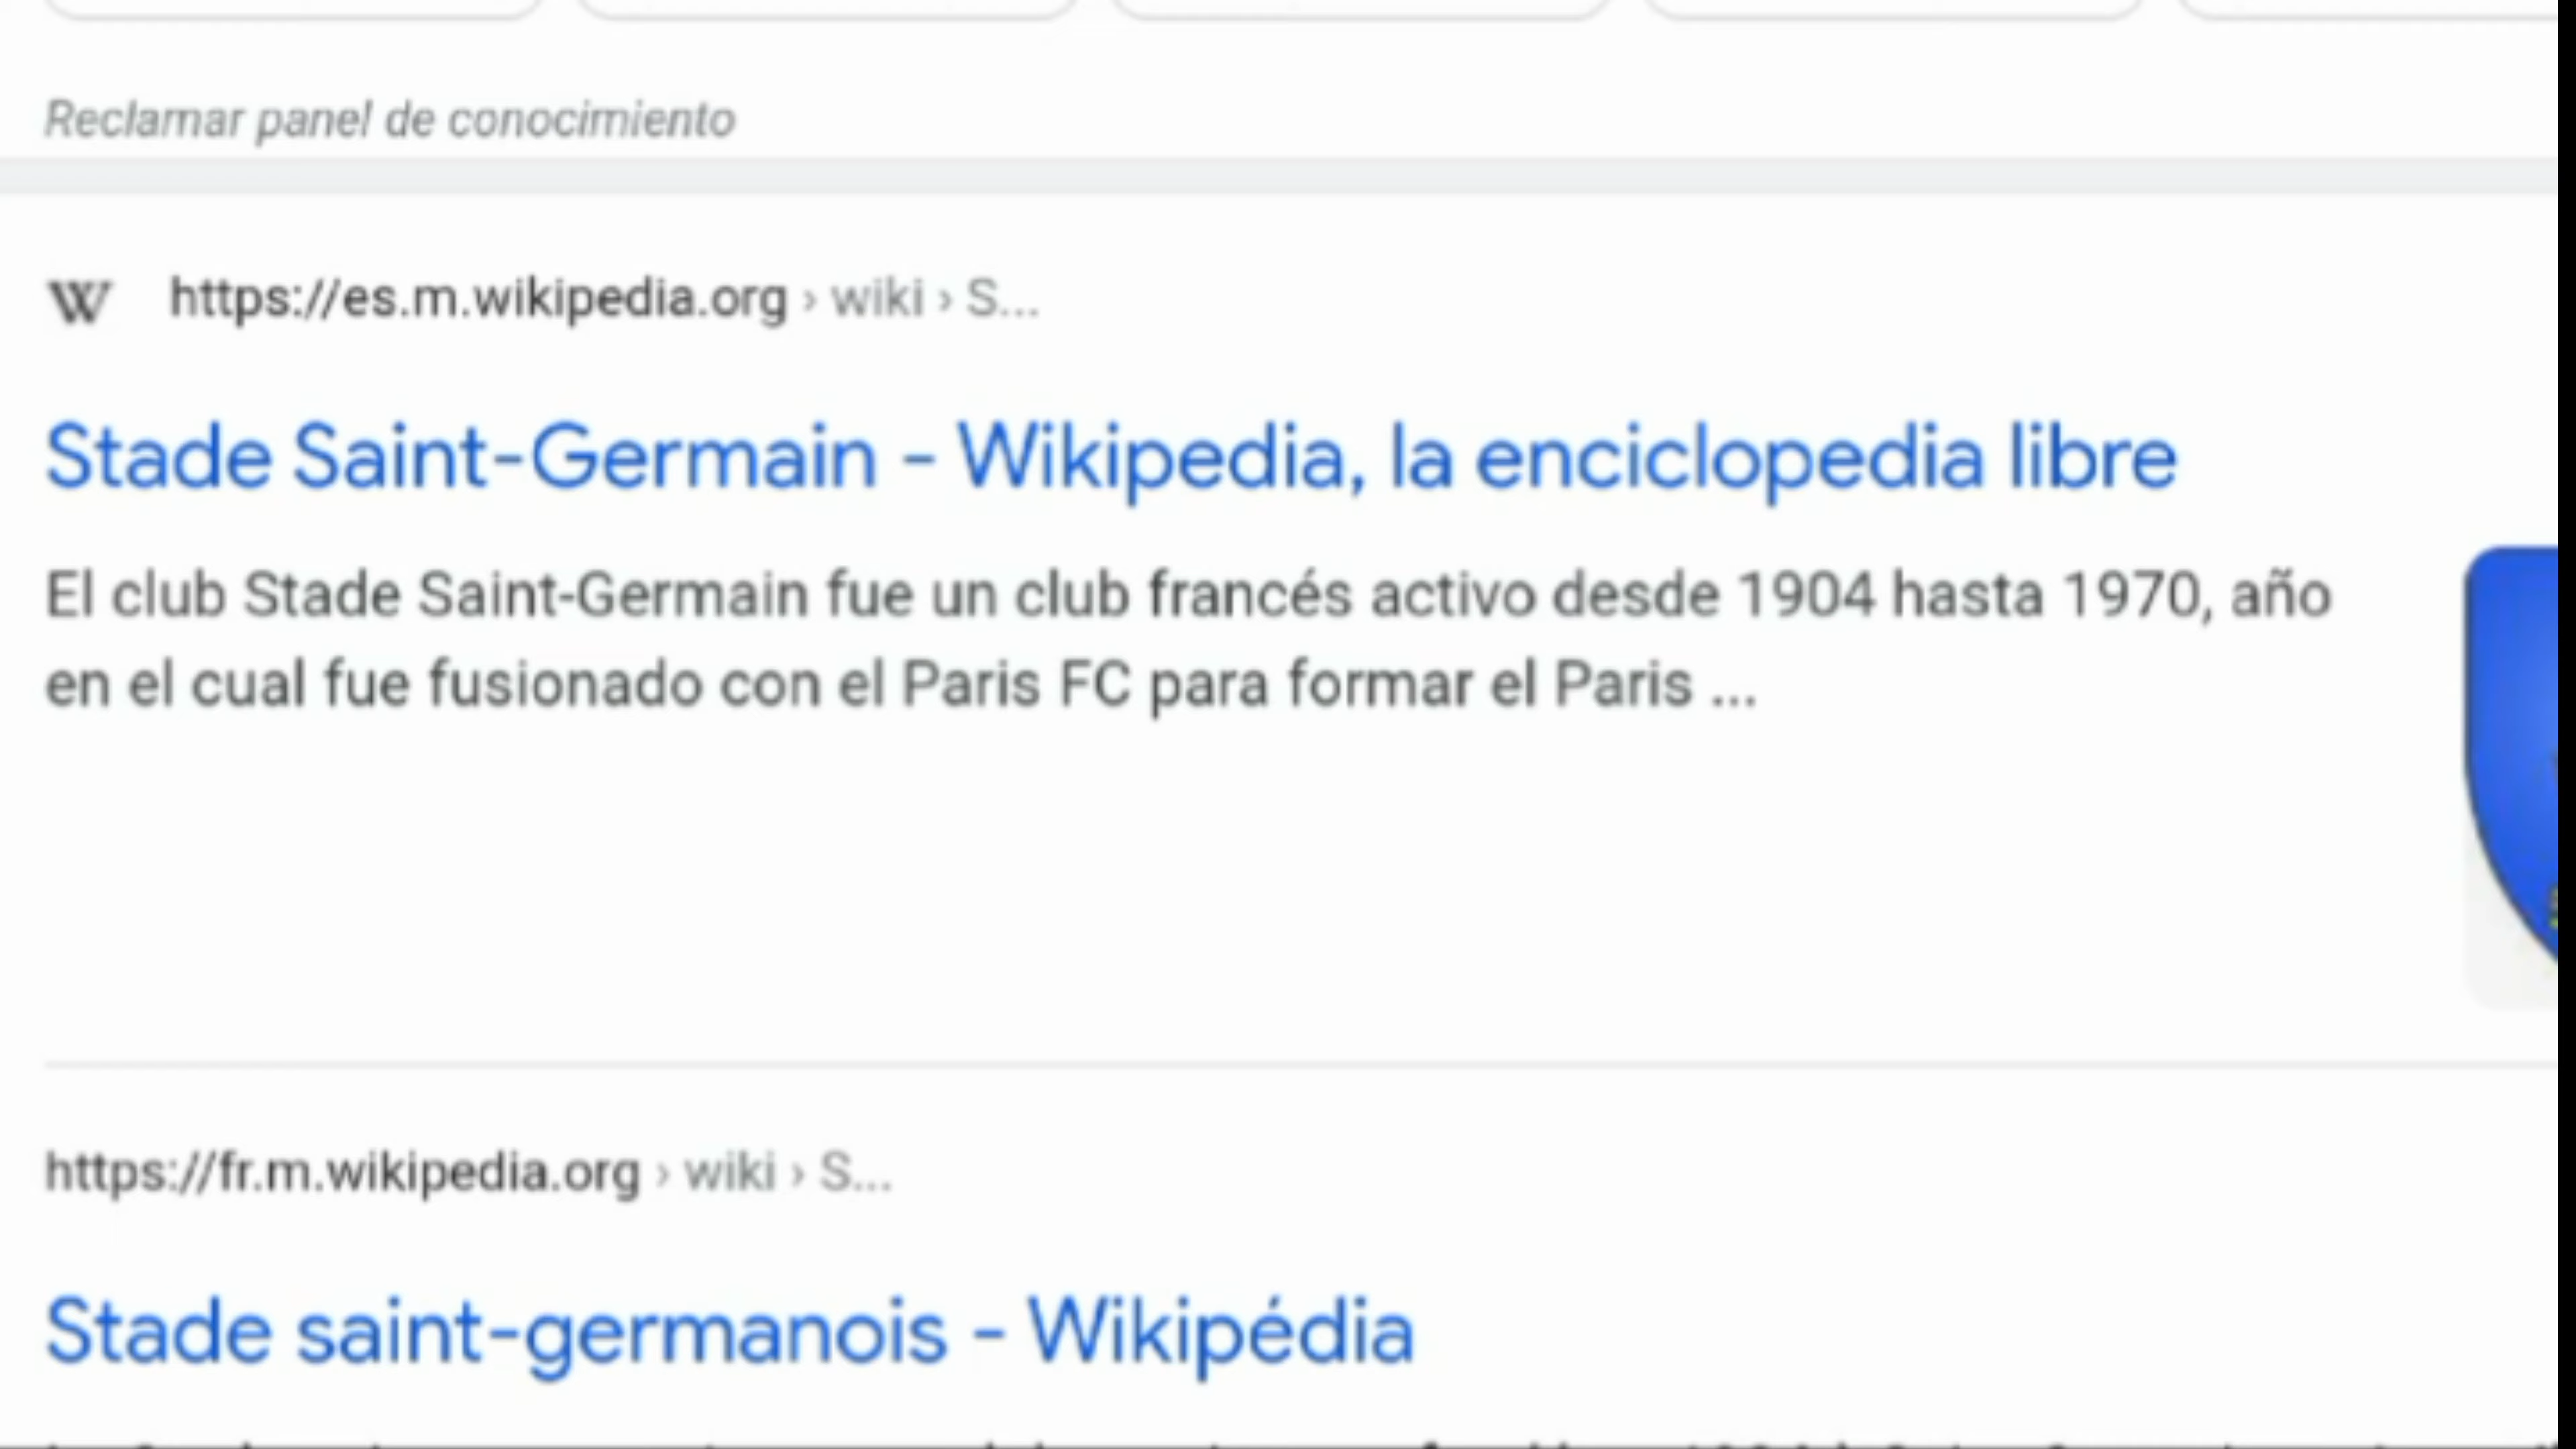 Reclamar panel de conocimiento
W https://es.m.wikipedia.org › wiki › S...
Stade Saint-Germain - Wikipedia, la enciclopedia libre
El club Stade Saint-Germain fue un club francés activo desde 1904 hasta 1970, año
en el cual fue fusionado con el Paris FC para formar el Paris ...
https://fr.m.wikipedia.org › wiki › S...
Stade saint-germanois - Wikipédia